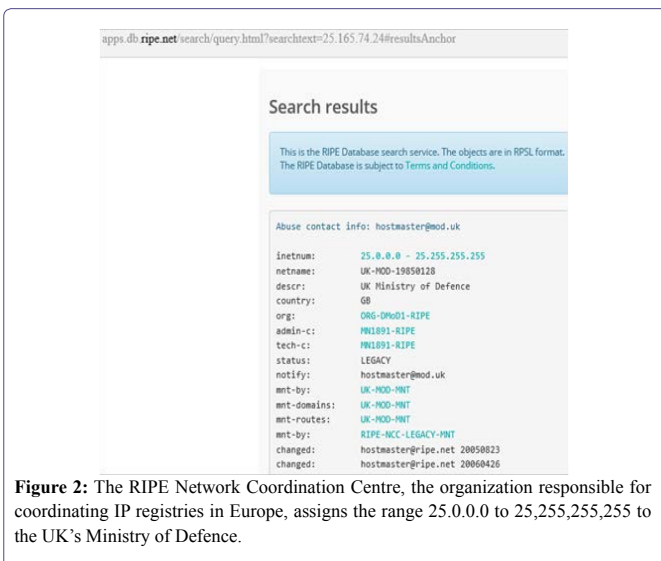 apps.db.ripe.net/search/query.html?searchtext=25.165.74.24#resultsAnchor
Search results
This is the RIPE Database search service. The objects are in RPSL format.
The RIPE Database is subject to Terms and Conditions.
Abuse contact info: hostmaster@mod.uk
inetnum: 25.0.0.0 - 25.255.255.255
netname: UK-MOD-19850128
descr: UK Ministry of Defence
country: GB
org: ORG-DMoD1-RIPE
admin-c: MN1891-RIPE
tech-c: MN1891-RIPE
status: LEGACY
notify: hostmaster@mod.uk
mnt-by: UK-MOD-MNT
mnt-domains: UK-MOD-MNT
mnt-routes: UK-MOD-MNT
mnt-by: RIPE-NCC-LEGACY-MNT
changed: hostmaster@ripe.net 20050823
changed: hostmaster@ripe.net 20060426
Figure 2: The RIPE Network Coordination Centre, the organization responsible for
coordinating IP registries in Europe, assigns the range 25.0.0.0 to 25,255,255,255 to
the UK's Ministry of Defence.